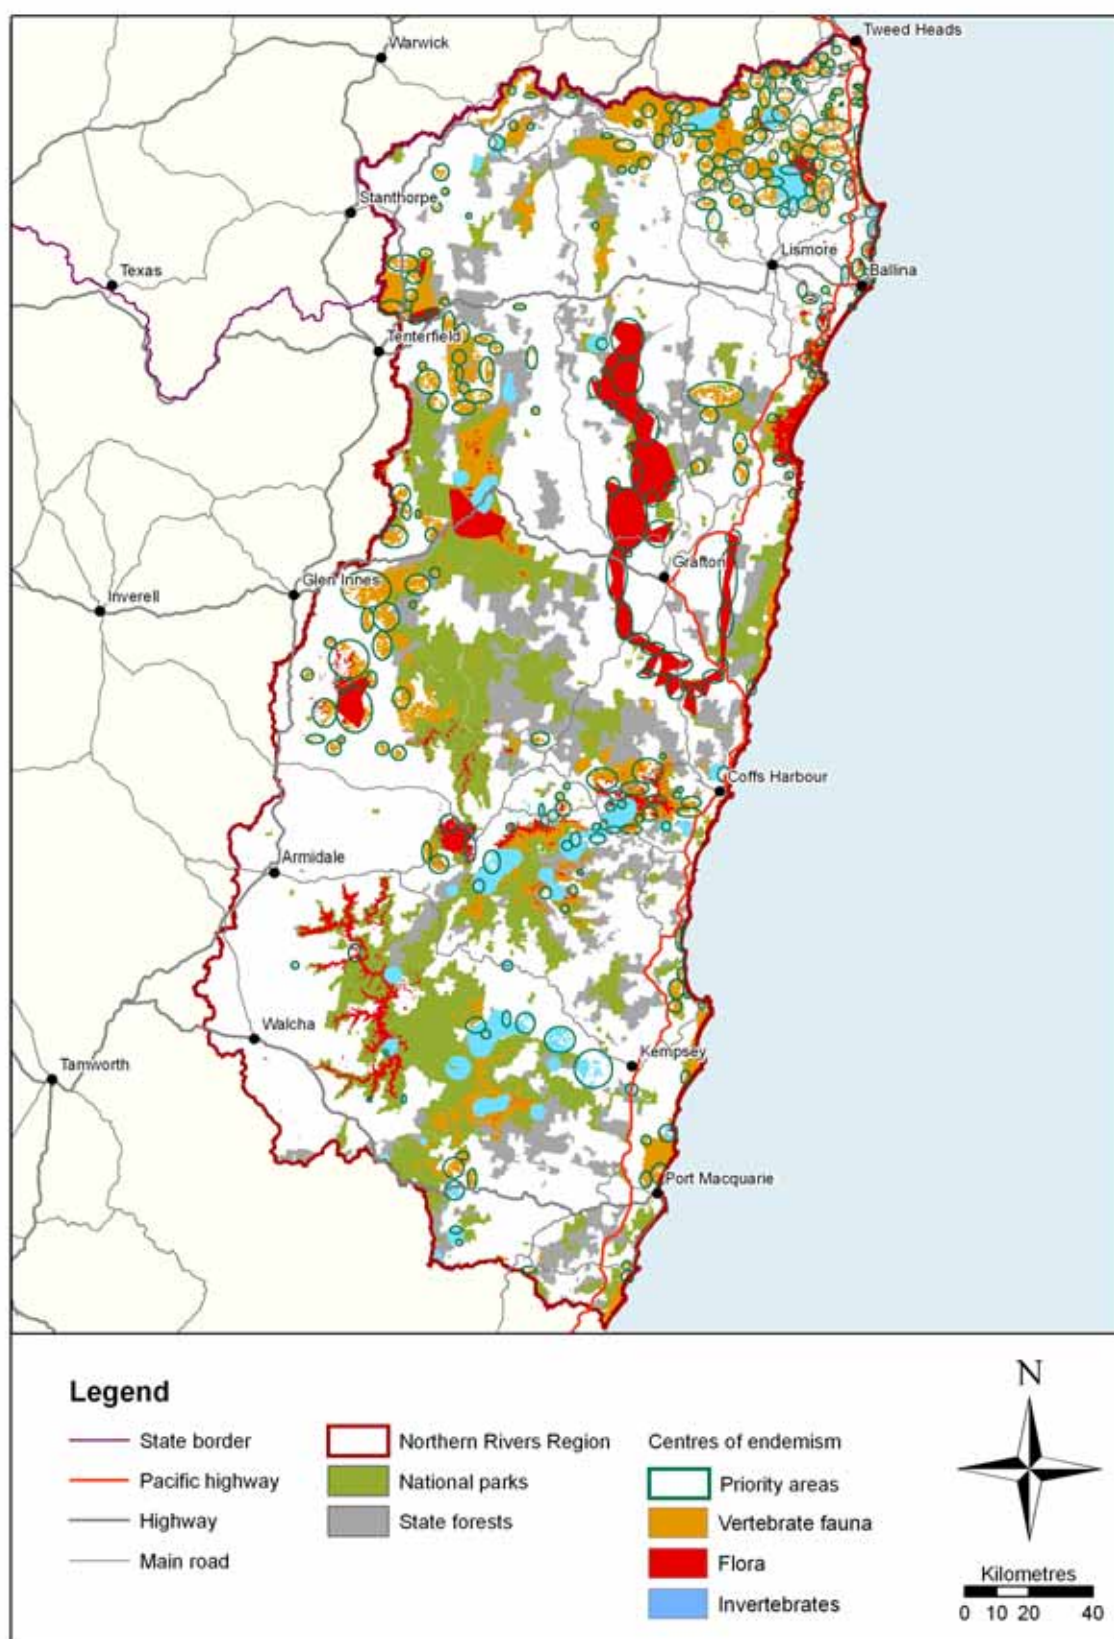 Warwick
Tweed Heads
Stanthorpe
Texas
Lismore
Ballina
Tenterfield
Grafton
Glen Innes
Inverell
Coffs Harbour
Armidale
Walcha
Kempsey
Tamworth
Port Macquarie
Legend
State border
Pacific highway
Highway
Main road
Northern Rivers Region
National parks
State forests
Centres of endemism
Priority areas
Vertebrate fauna
Flora
Invertebrates
N
Kilometres
0 10 20 40